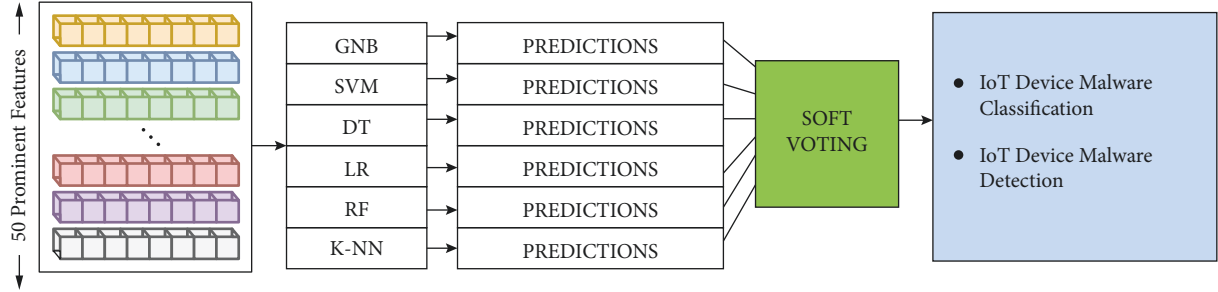 50 Prominent Features
GNB
PREDICTIONS
SVM
PREDICTIONS
DT
PREDICTIONS
LR
PREDICTIONS
RF
PREDICTIONS
K-NN
PREDICTIONS
SOFT
VOTING
• IoT Device Malware
Classification
• IoT Device Malware
Detection